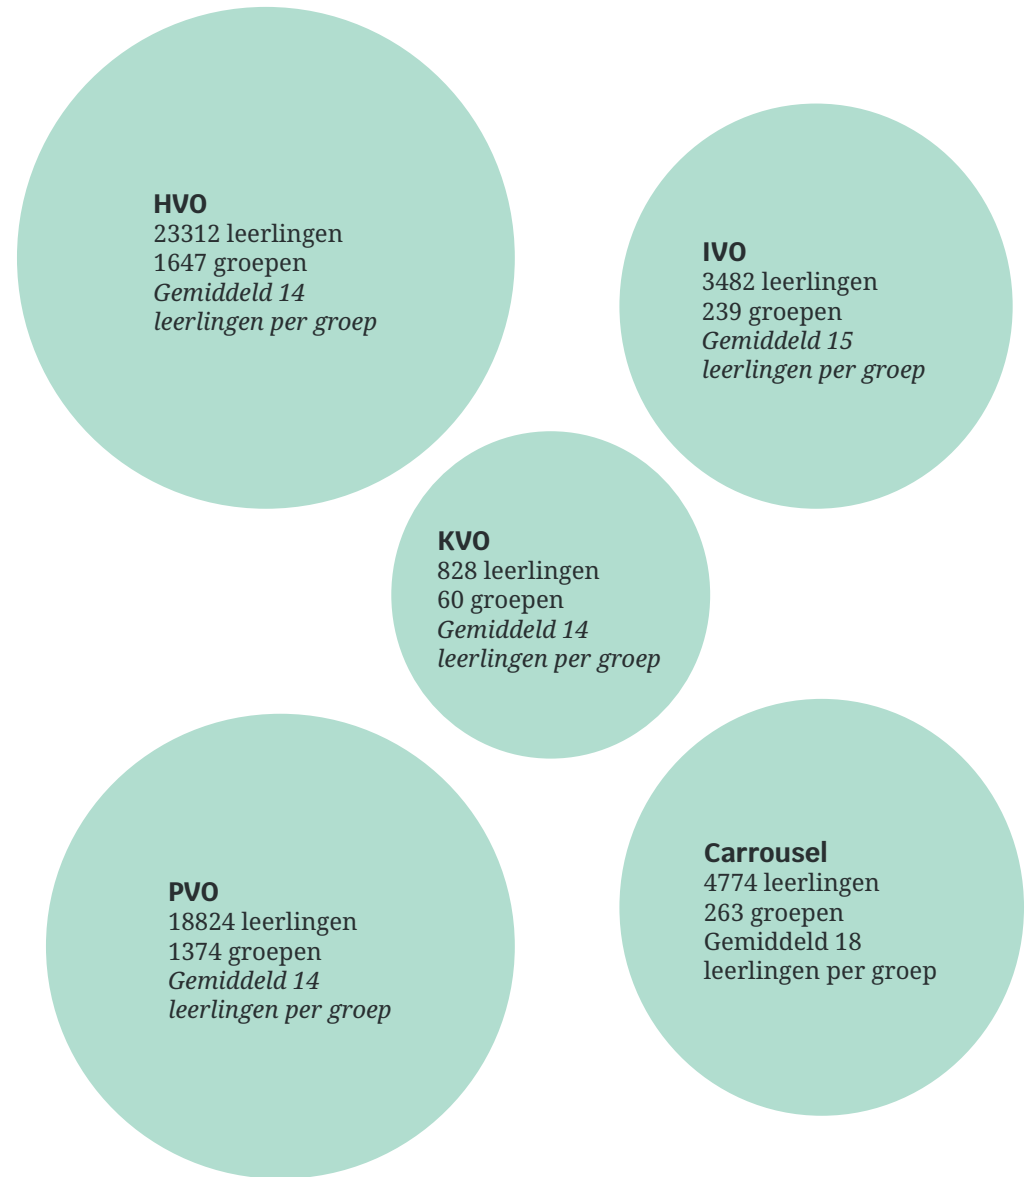 HVO
23312 leerlingen
1647 groepen
Gemiddeld 14
leerlingen per groep
IVO
3482 leerlingen
239 groepen
Gemiddeld 15
leerlingen per groep
KVO
828 leerlingen
60 groepen
Gemiddeld 14
leerlingen per groep
PVO
18824 leerlingen
1374 groepen
Gemiddeld 14
leerlingen per groep
Carrousel
4774 leerlingen
263 groepen
Gemiddeld 18
leerlingen per groep